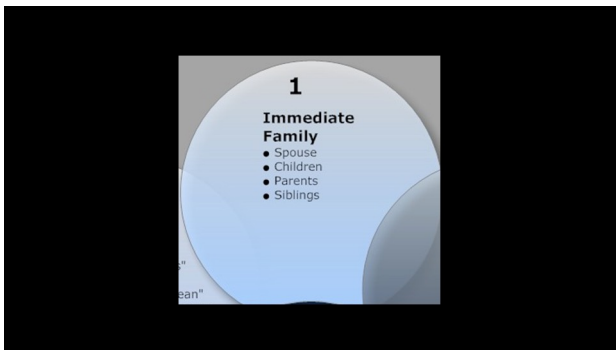 1
Immediate
Family
• Spouse
• Children
• Parents
• Siblings
"
ean"